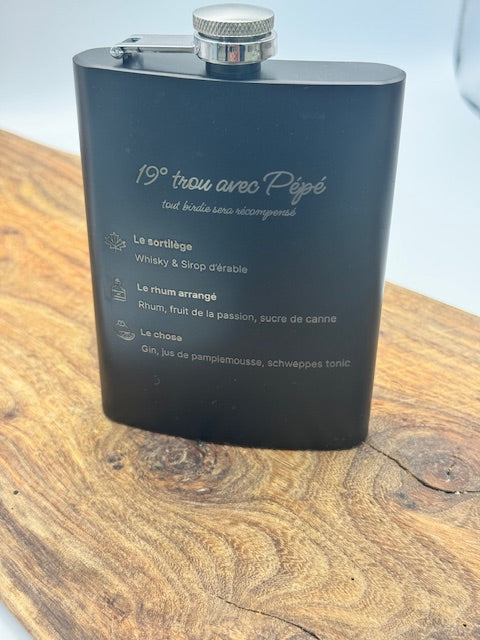 19° trou avec Pépé
tout birdie sera récompensé
Le sortilège
Whisky & Sirop d'érable
Le rhum arrangé
Rhum, fruit de la passion, sucre de canne
Le chose
Gin, jus de pamplemousse, schweppes tonic